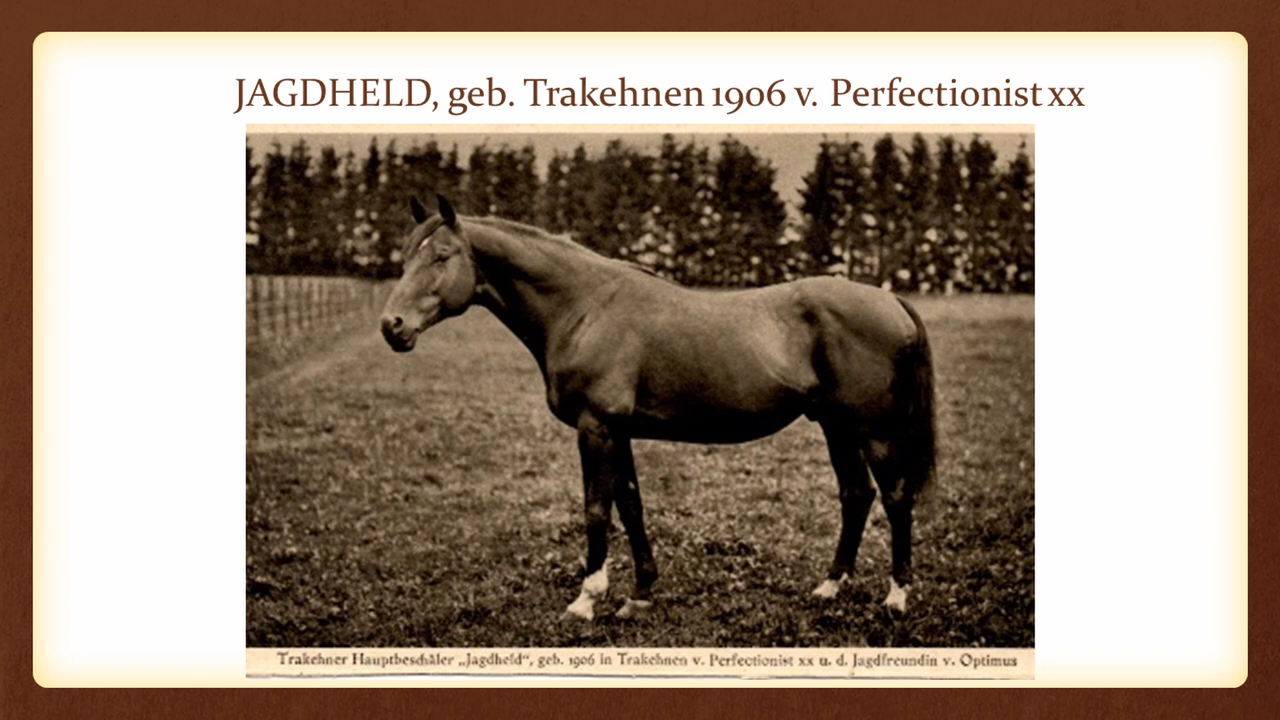 JAGDHELD, geb. Trakehnen 1906 v. Perfectionist xx
Trakehner Hauptbeschäler „Jagdheld“, geb. 1906 in Trakehnen v. Perfectionist xx u. d. Jagdfreundin v. Optimus